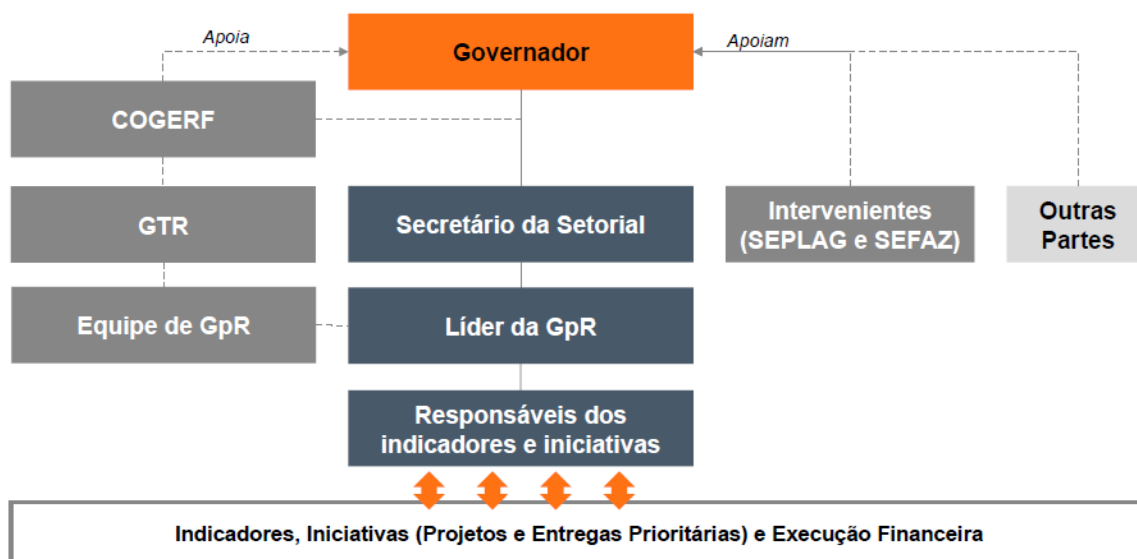 Apoia
Governador
Apoiam
COGERF
GTR
Secretário da Setorial
Intervenientes
(SEPLAG e SEFAZ)
Outras
Partes
Equipe de GpR
Líder da GpR
Responsáveis dos
indicadores e iniciativas
Indicadores, Iniciativas (Projetos e Entregas Prioritárias) e Execução Financeira